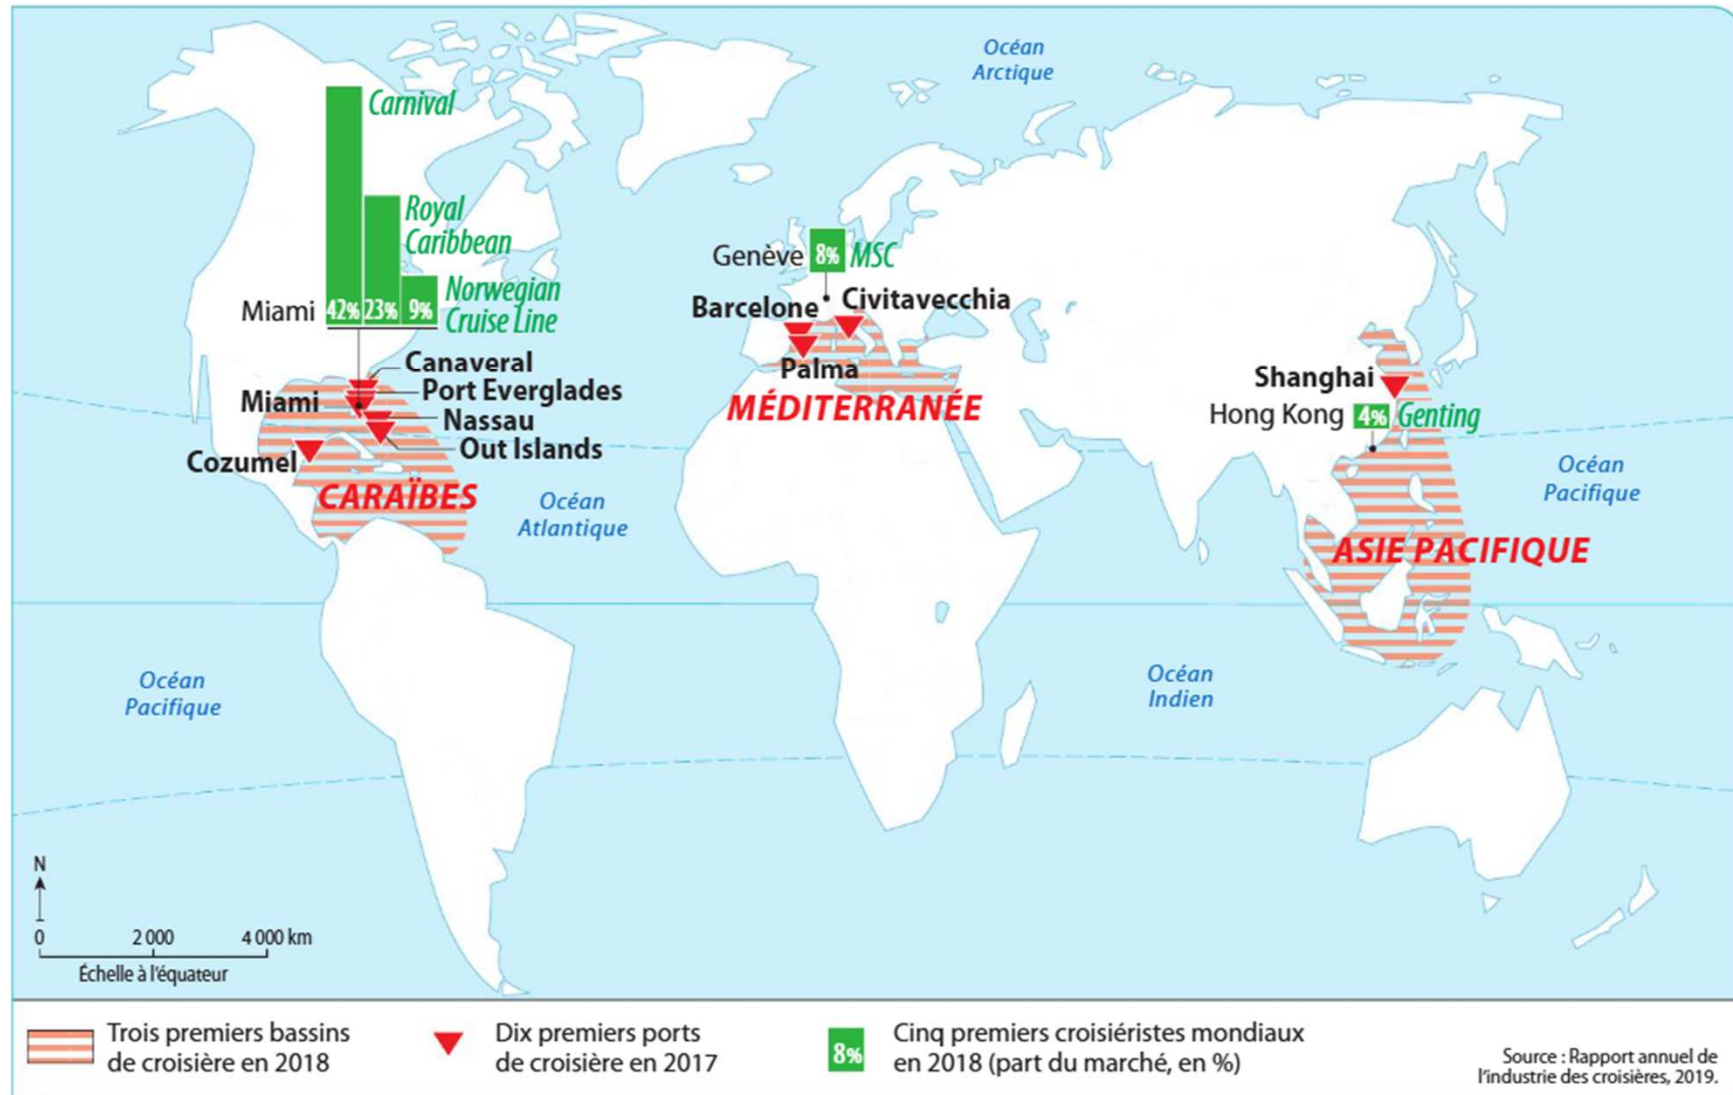 Océan
Arctique
Carnival
Royal
Caribbean
Norwegian
Cruise Line
Miami
42%
23%
9%
Genève
8%
MSC
Barcelone
Civitavecchia
Palma
MÉDITERRANÉE
Canaveral
Port Everglades
Miami
Nassau
Out Islands
Cozumel
CARAÏBES
Océan
Atlantique
Shanghai
Hong Kong
4%
Genting
Océan
Pacifique
ASIE PACIFIQUE
Océan
Pacifique
Océan
Indien
N
0
2 000
4 000 km
Échelle à l'équateur
Trois premiers bassins
de croisière en 2018
Dix premiers ports
de croisière en 2017
8%
Cinq premiers croisiéristes mondiaux
en 2018 (part du marché, en %)
Source : Rapport annuel de
l'industrie des croisières, 2019.